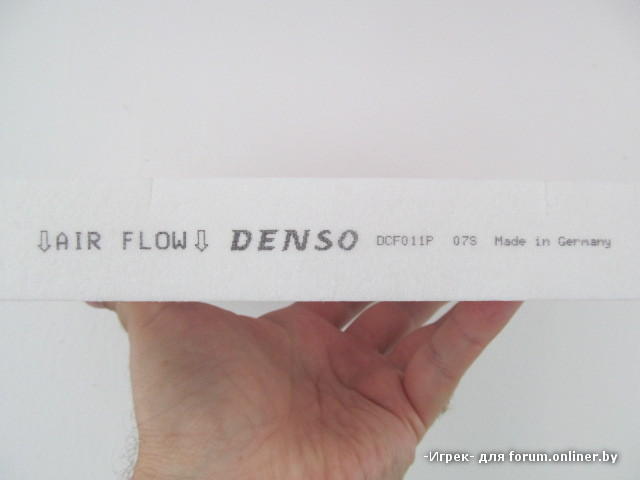 ⇩AIR FLOW⇩ DENSO DCF011P 07S Made in Germany
-Игрек- для forum.onliner.by